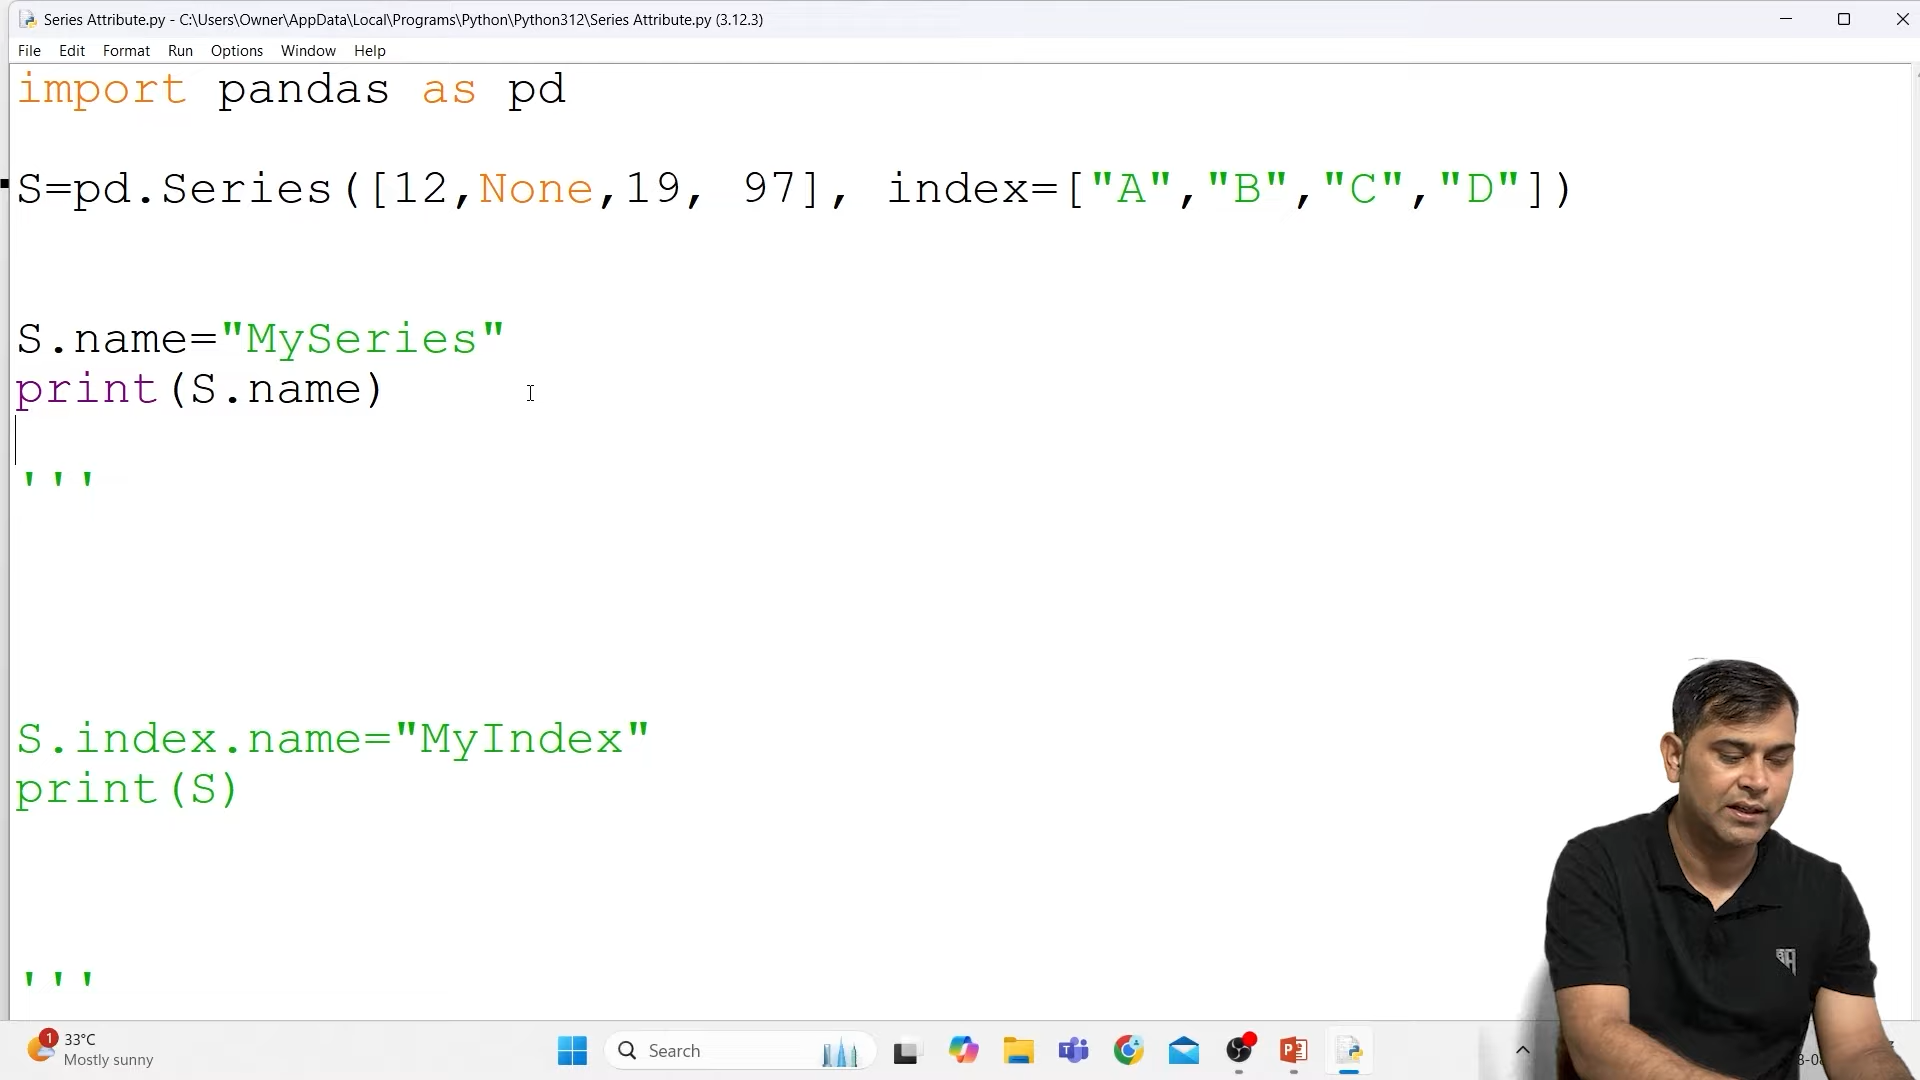 Series Attribute.py - C:\Users\Owner\AppData\Local\Programs\Python\Python312\Series Attribute.py (3.12.3)
File Edit Format Run Options Window Help
import pandas as pd
S=pd.Series([12,None,19, 97], index=["A","B","C","D"])
S.name="MySeries"
print(S.name)
'''
S.index.name="MyIndex"
print(S)
'''
1
33°C
Mostly sunny
Search